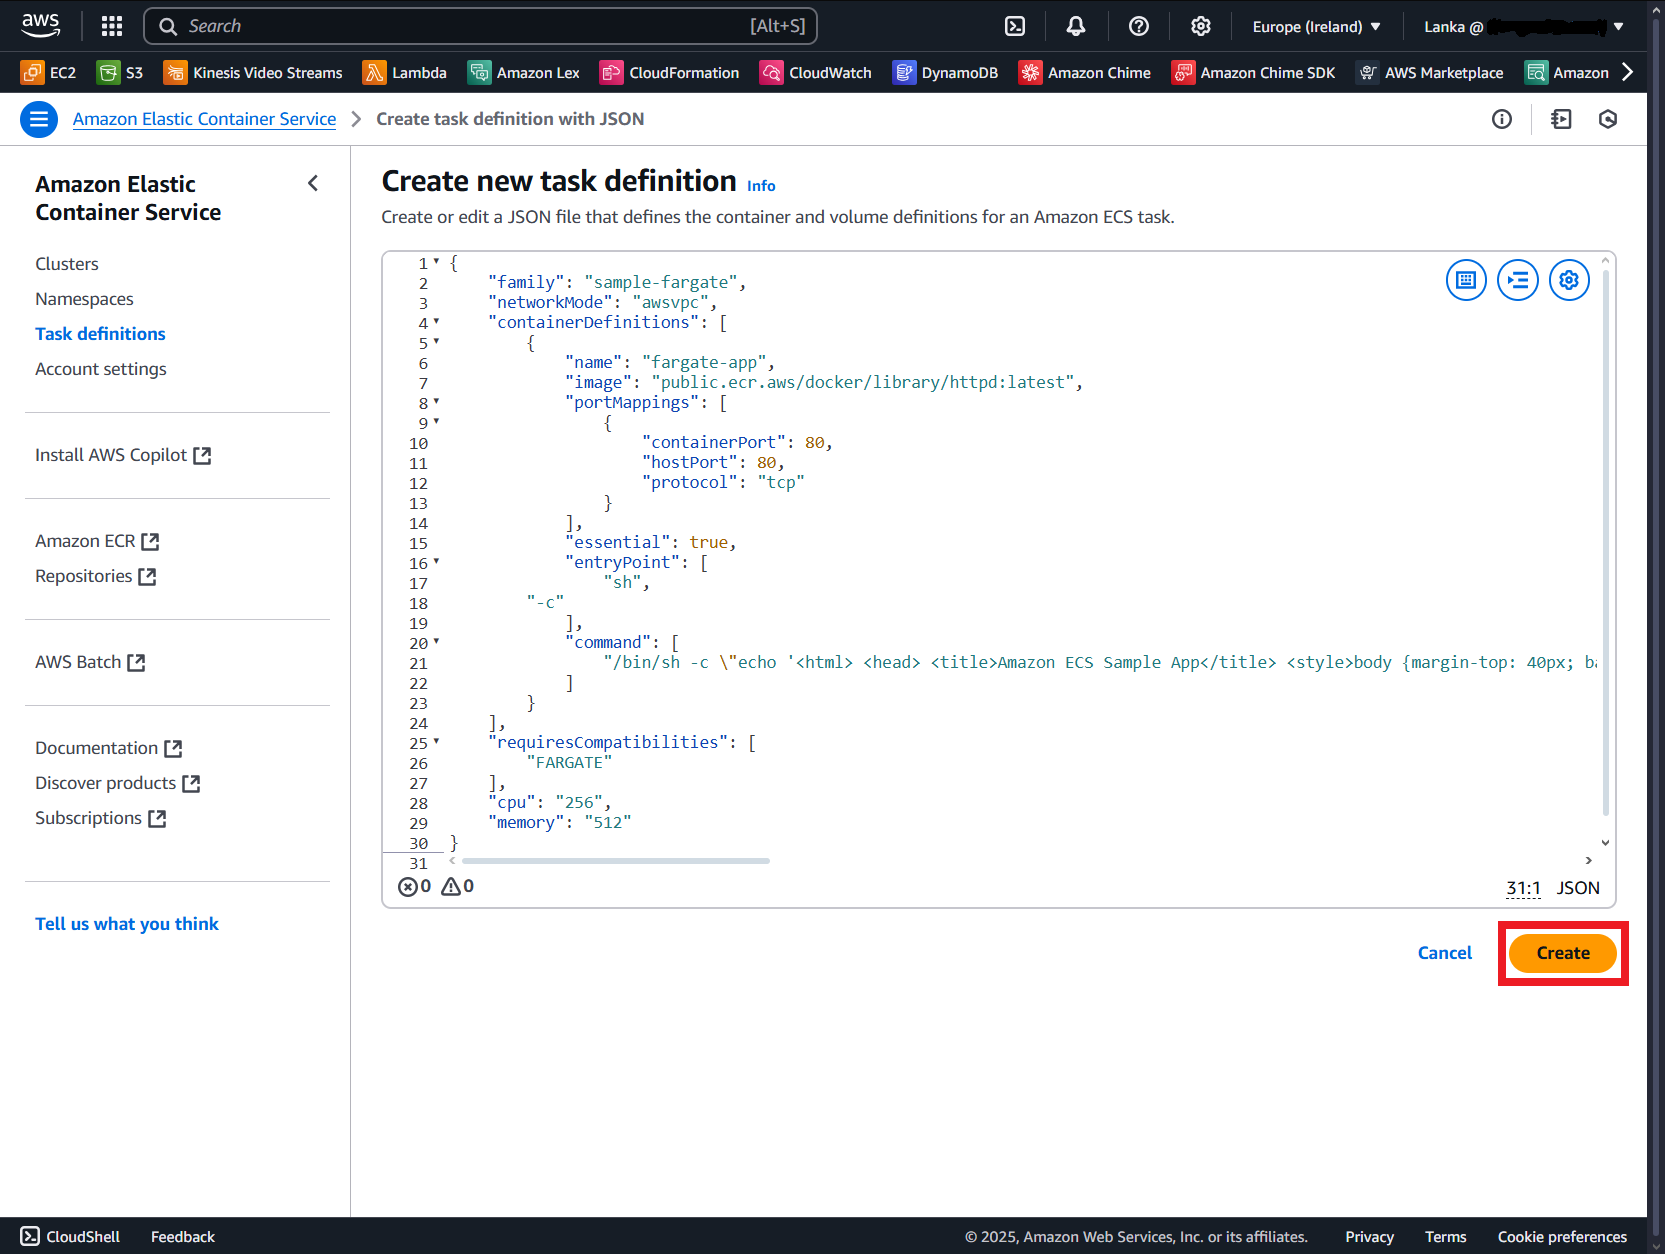 aws
Search
[Alt+S]
Europe (Ireland)
Lanka @
EC2
S3
Kinesis Video Streams
Lambda
Amazon Lex
CloudFormation
CloudWatch
DynamoDB
Amazon Chime
Amazon Chime SDK
AWS Marketplace
Amazon
Amazon Elastic Container Service > Create task definition with JSON
Amazon Elastic
Container Service
Clusters
Namespaces
Task definitions
Account settings
Install AWS Copilot
Amazon ECR
Repositories
AWS Batch
Documentation
Discover products
Subscriptions
Tell us what you think
Create new task definition Info
Create or edit a JSON file that defines the container and volume definitions for an Amazon ECS task.
1 {
2 "family": "sample-fargate",
3 "networkMode": "awsvpc",
4 "containerDefinitions": [
5 {
6 "name": "fargate-app",
7 "image": "public.ecr.aws/docker/library/httpd:latest",
8 "portMappings": [
9 {
10 "containerPort": 80,
11 "hostPort": 80,
12 "protocol": "tcp"
13 }
14 ],
15 "essential": true,
16 "entryPoint": [
17 "sh",
18 "-c"
19 ],
20 "command": [
21 "/bin/sh -c \"echo '<html> <head> <title>Amazon ECS Sample App</title> <style>body {margin-top: 40px; ba
22 ]
23 }
24 ],
25 "requiresCompatibilities": [
26 "FARGATE"
27 ],
28 "cpu": "256",
29 "memory": "512"
30 }
31
0 0
31:1 JSON
Cancel
Create
CloudShell
Feedback
© 2025, Amazon Web Services, Inc. or its affiliates.
Privacy
Terms
Cookie preferences